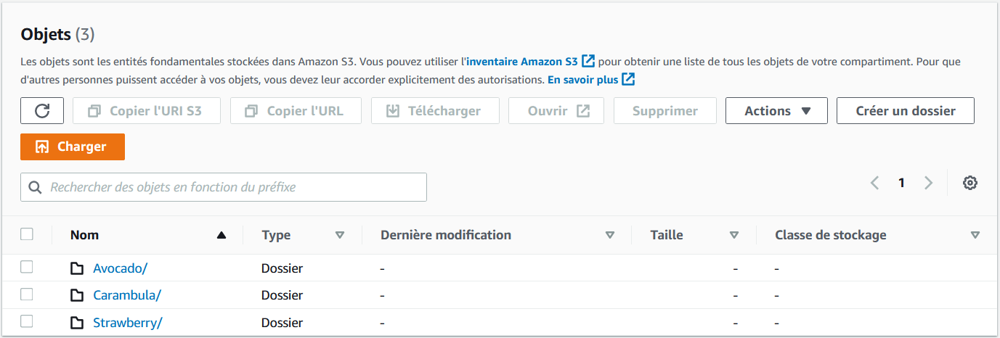 Objets (3)
Les objets sont les entités fondamentales stockées dans Amazon S3. Vous pouvez utiliser l'inventaire Amazon S3 pour obtenir une liste de tous les objets de votre compartiment. Pour que
d'autres personnes puissent accéder à vos objets, vous devez leur accorder explicitement des autorisations. En savoir plus
Copier l'URI S3 Copier l'URL Télécharger Ouvrir Supprimer Actions Créer un dossier
Charger
Rechercher des objets en fonction du préfixe 1
Nom Type Dernière modification Taille Classe de stockage
Avocado/ Dossier - - -
Carambula/ Dossier - - -
Strawberry/ Dossier - - -